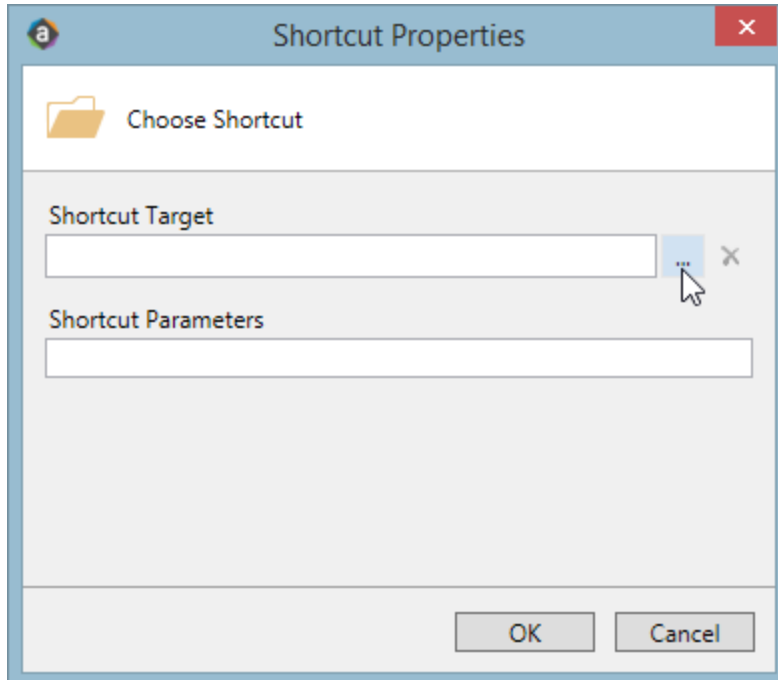 a
Shortcut Properties
Choose Shortcut
Shortcut Target
...
Shortcut Parameters
OK
Cancel